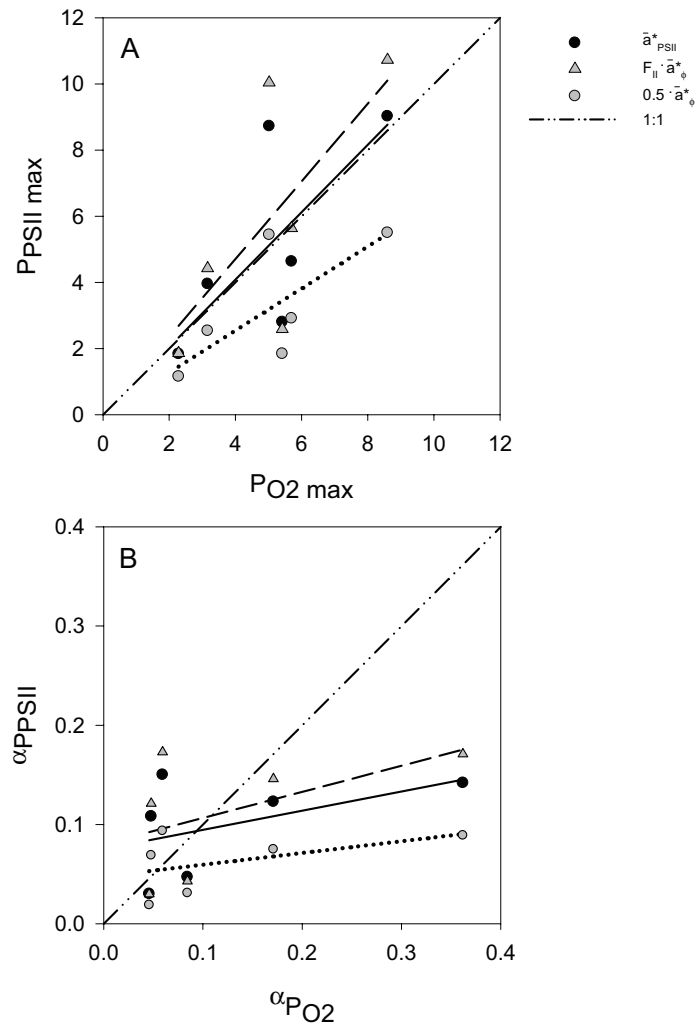 12
A
10
8
6
4
2
0
PPSII max
0 2 4 6 8 10 12
PO2 max
ā*PSII
FII · ā*ϕ
0.5 · ā*ϕ
1:1
0.4
B
0.3
0.2
0.1
0.0
αPPSII
0.0 0.1 0.2 0.3 0.4
αPO2